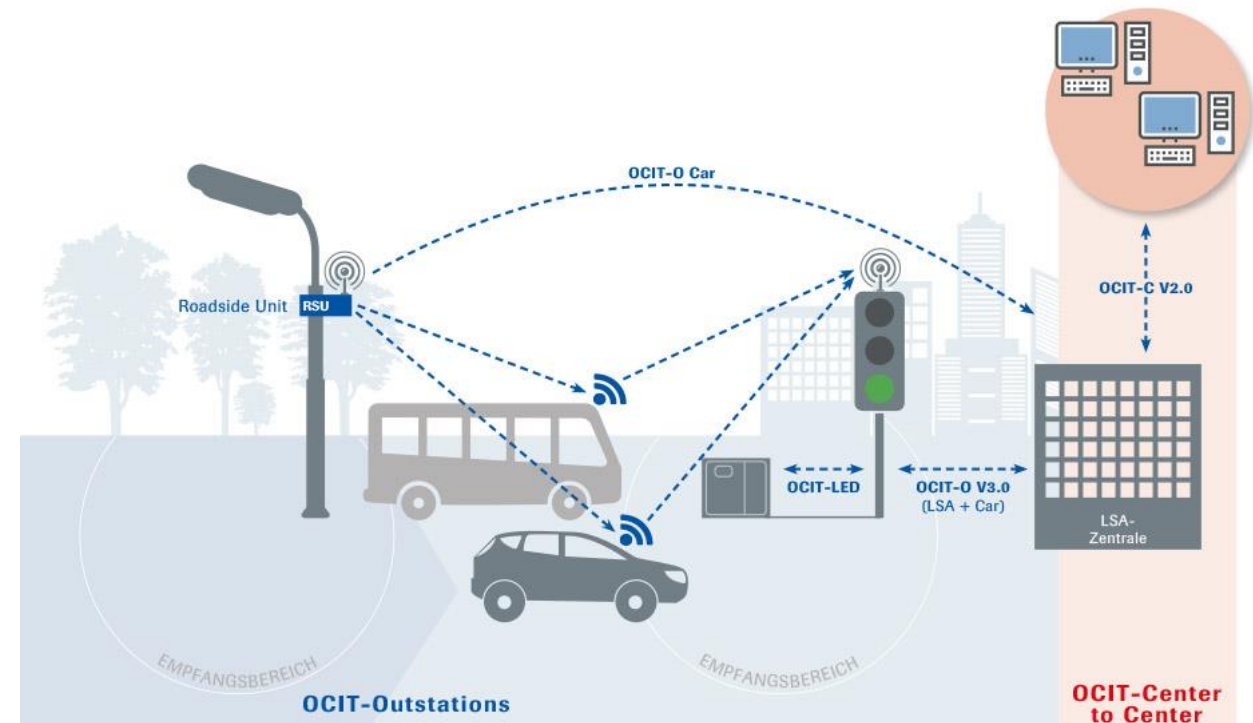 OCIT-O Car
OCIT-C V2.0
Roadside Unit RSU
OCIT-LED
OCIT-O V3.0
(LSA + Car)
LSA-
Zentrale
EMPFANGSBEREICH
EMPFANGSBEREICH
OCIT-Outstations
OCIT-Center
to Center